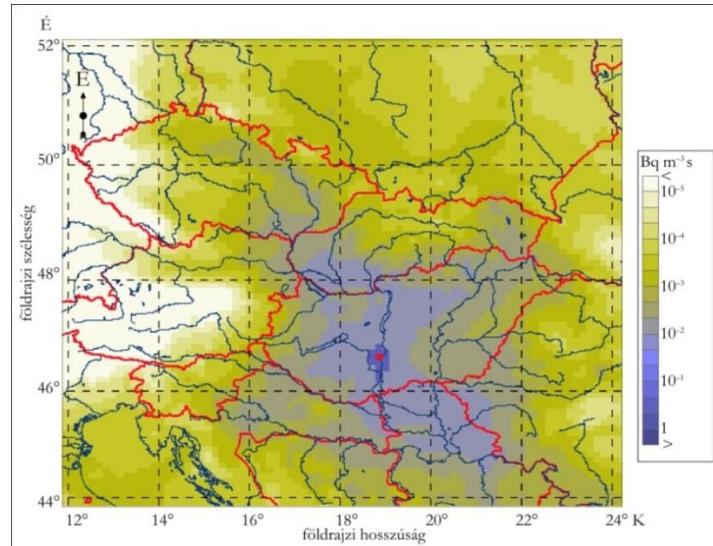 É
52°
50°
48°
46°
44°
földrajzi szélesség
E
12° 14° 16° 18° 20° 22° 24° K
földrajzi hosszúság
Bq m⁻³ s
<
10⁻⁵
10⁻⁴
10⁻³
10⁻²
10⁻¹
1
>